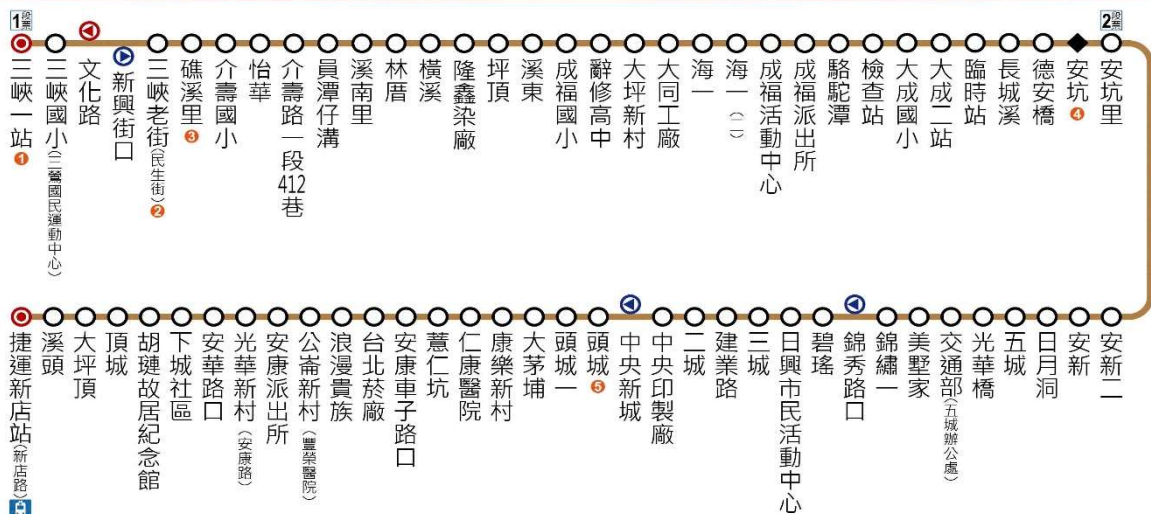 1段票
2段票
三峽一站 1
三峽國小(三鶯國民運動中心)
文化路
新興街口
三峽老街(民生街) 2
礁溪里 3
介壽國小
怡華
介壽路一段412巷
員潭仔溝
溪南里
林厝
橫溪
隆鑫染廠
坪頂
溪東
成福國小
辭修高中
大坪新村
大同工廠
海一
海一(二)
成福活動中心
成福派出所
駱駝潭
檢查站
大成國小
大成二站
臨時站
長城溪
德安橋
安坑 4
安坑里
捷運新店站(新店路)
溪頭
大坪頂
頂城
胡璉故居紀念館
下城社區
安華路口
光華新村(安康路)
安康派出所
公崙新村(豐榮醫院)
浪漫貴族
台北菸廠
安康車子路口
薏仁坑
仁康醫院
康樂新村
大茅埔
頭城一
頭城 5
中央新城
中央印製廠
二城
建業路
三城
日興市民活動中心
碧瑤
錦秀路口
錦繡一
美墅家
交通部(五城辦公處)
光華橋
五城
日月洞
安新
安新二